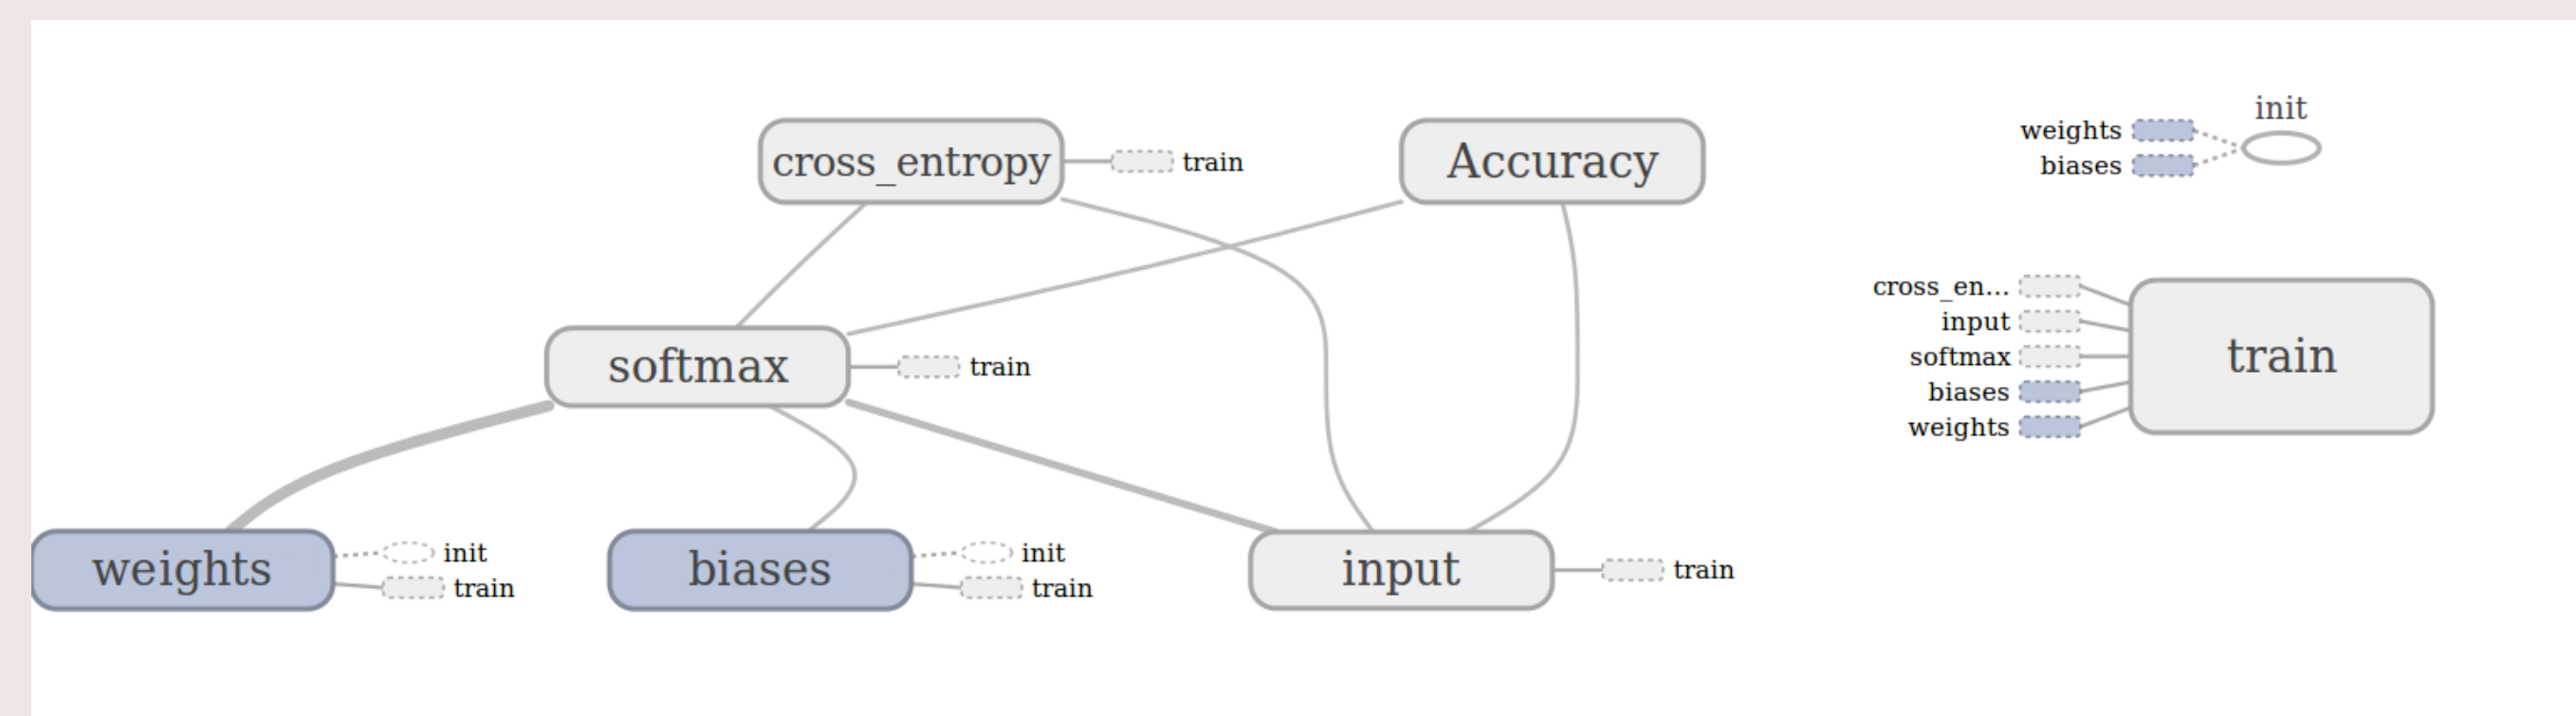 cross_entropy
train
Accuracy
softmax
train
weights
init
train
biases
init
train
input
train
init
weights
biases
cross_en...
input
softmax
biases
weights
train